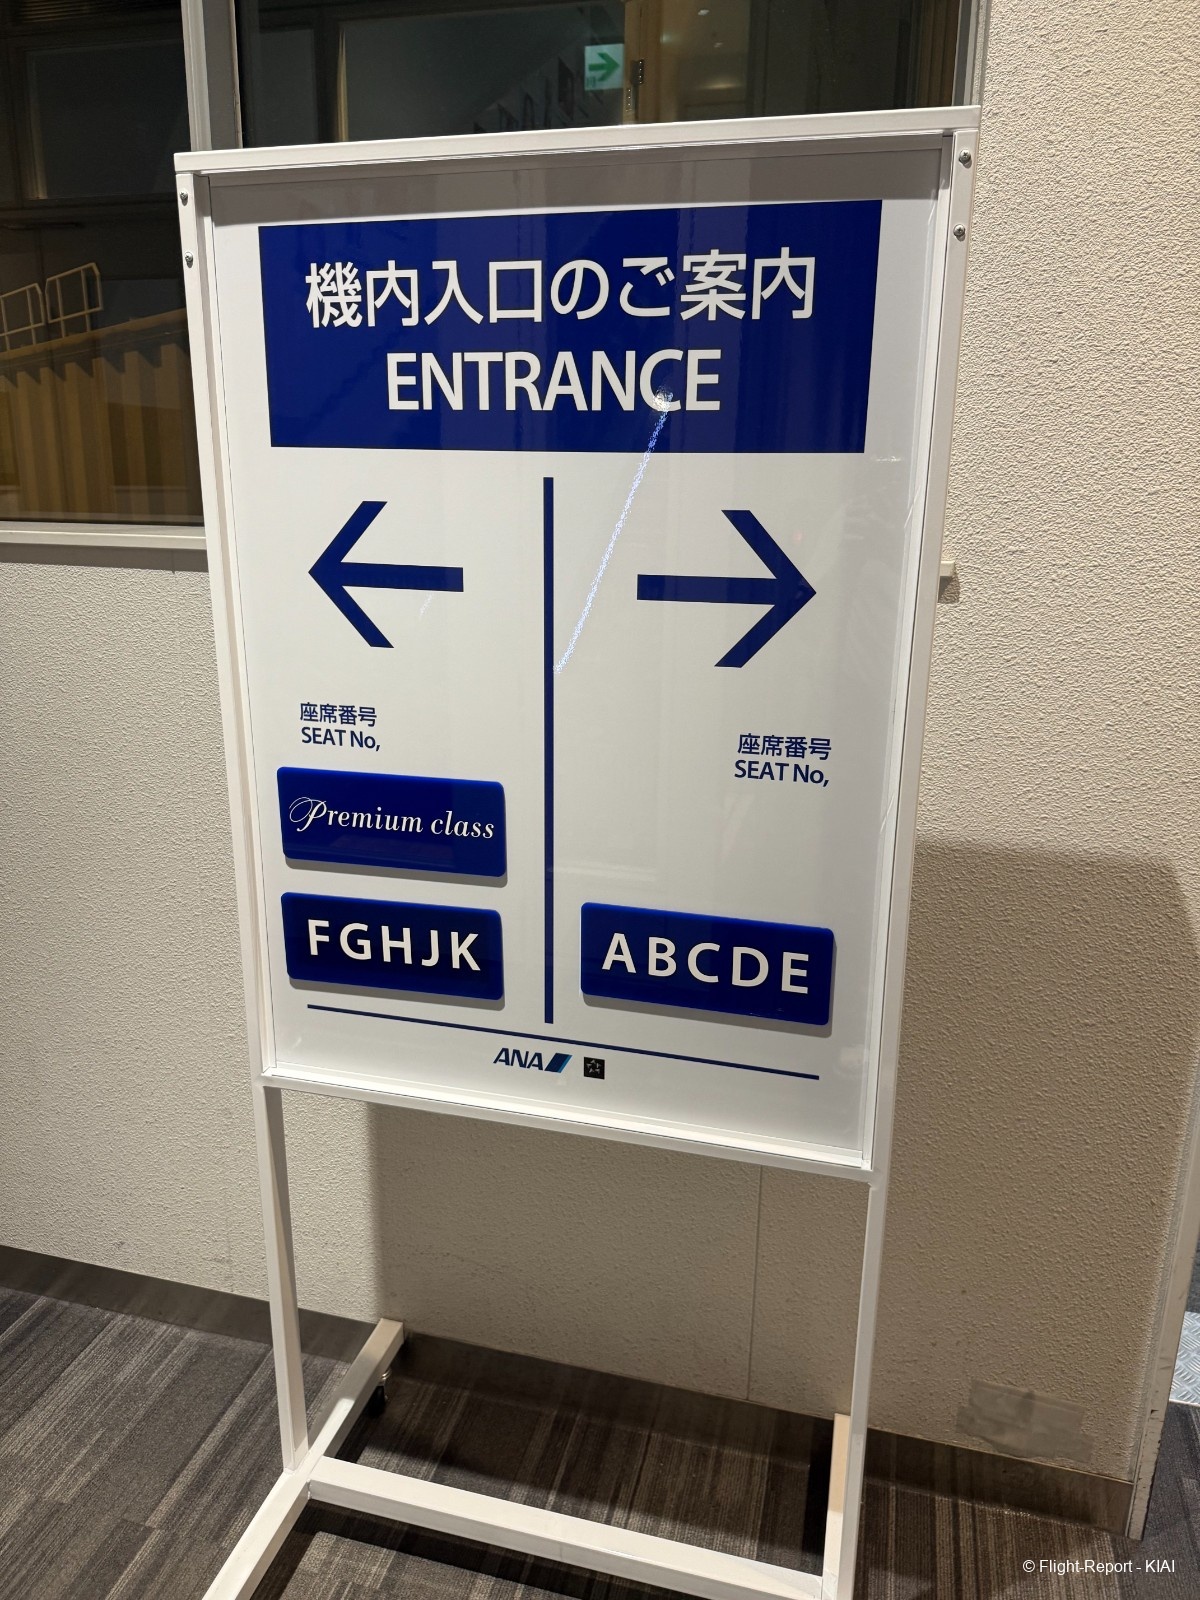 機内入口のご案内
ENTRANCE
座席番号
SEAT No,
Premium class
FGHJK
座席番号
SEAT No,
ABCDE
ANA
© Flight-Report - KIAI